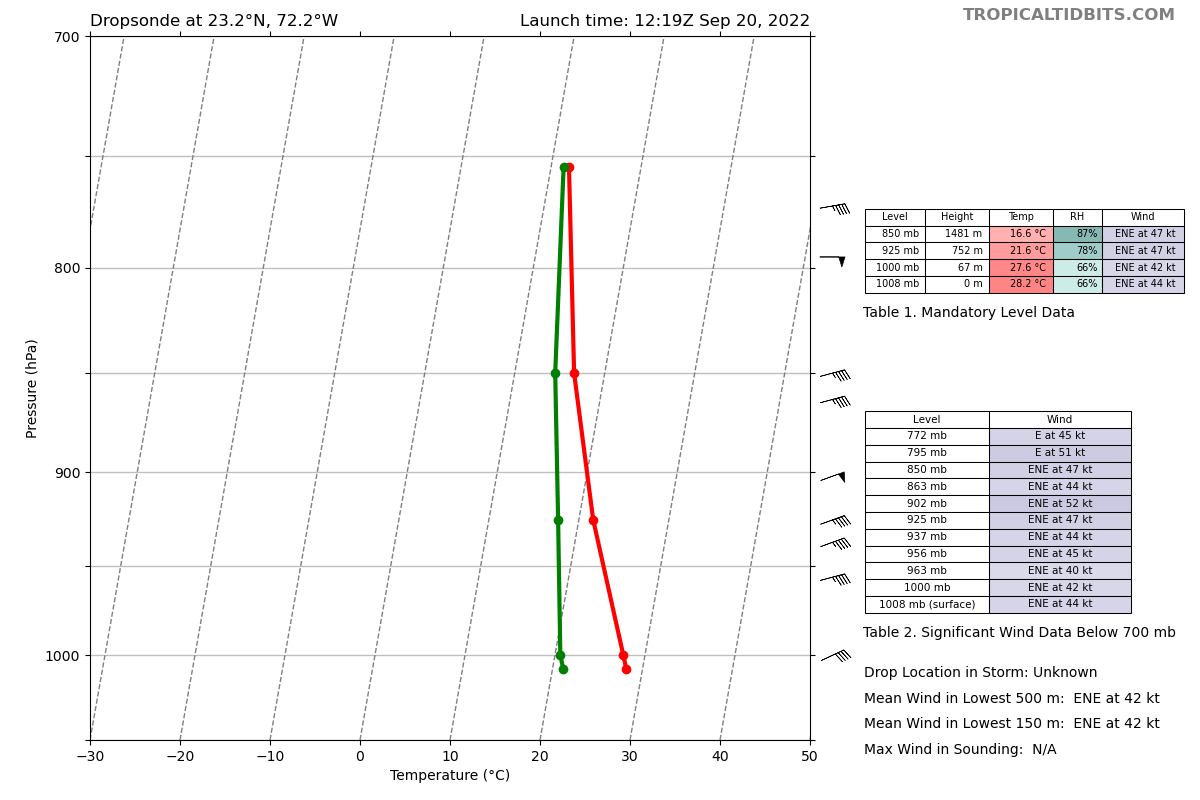 Dropsonde at 23.2°N, 72.2°W
Launch time: 12:19Z Sep 20, 2022
TROPICALTIDBITS.COM
700
800
900
1000
Pressure (hPa)
−30 −20 −10 0 10 20 30 40 50
Temperature (°C)
Level Height Temp RH Wind
850 mb 1481 m 16.6 °C 87% ENE at 47 kt
925 mb 752 m 21.6 °C 78% ENE at 47 kt
1000 mb 67 m 27.6 °C 66% ENE at 42 kt
1008 mb 0 m 28.2 °C 66% ENE at 44 kt
Table 1. Mandatory Level Data
Level Wind
772 mb E at 45 kt
795 mb E at 51 kt
850 mb ENE at 47 kt
863 mb ENE at 44 kt
902 mb ENE at 52 kt
925 mb ENE at 47 kt
937 mb ENE at 44 kt
956 mb ENE at 45 kt
963 mb ENE at 40 kt
1000 mb ENE at 42 kt
1008 mb (surface) ENE at 44 kt
Table 2. Significant Wind Data Below 700 mb
Drop Location in Storm: Unknown
Mean Wind in Lowest 500 m: ENE at 42 kt
Mean Wind in Lowest 150 m: ENE at 42 kt
Max Wind in Sounding: N/A